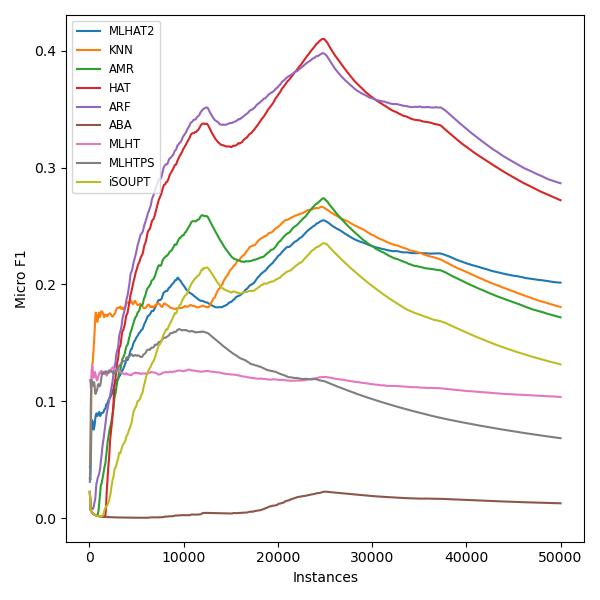 MLHAT2
KNN
AMR
HAT
ARF
ABA
MLHT
MLHTPS
iSOUPT
Micro F1
0.4
0.3
0.2
0.1
0.0
0 10000 20000 30000 40000 50000
Instances